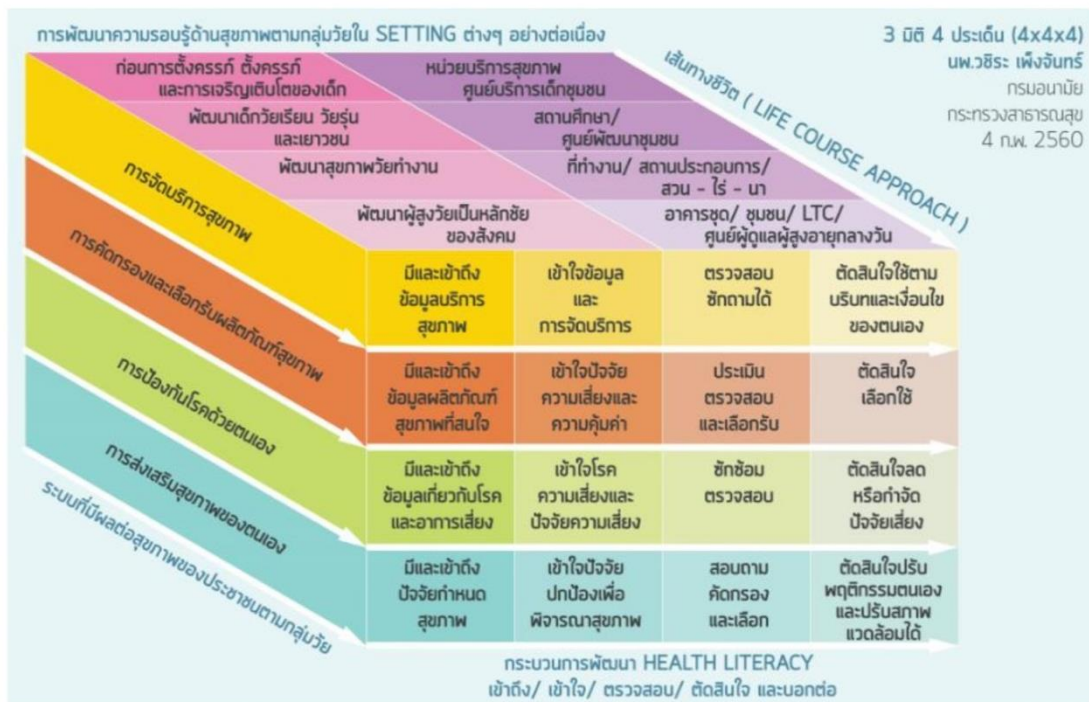 การพัฒนาความรอบรู้ด้านสุขภาพตามกลุ่มวัยใน SETTING ต่างๆ อย่างต่อเนื่อง
3 มิติ 4 ประเด็น (4x4x4)
นพ.วชิระ เพ็งจันทร์
กรมอนามัย
กระทรวงสาธารณสุข
4 ก.พ. 2560
เส้นทางชีวิต ( LIFE COURSE APPROACH )
ก่อนการตั้งครรภ์ ตั้งครรภ์
และการเจริญเติบโตของเด็ก
หน่วยบริการสุขภาพ
ศูนย์บริการเด็กชุมชน
พัฒนาเด็กวัยเรียน วัยรุ่น
และเยาวชน
สถานศึกษา/
ศูนย์พัฒนาชุมชน
พัฒนาสุขภาพวัยทำงาน
ที่ทำงาน/ สถานประกอบการ/
สวน - ไร่ - นา
พัฒนาผู้สูงวัยเป็นหลักชัย
ของสังคม
อาคารชุด/ ชุมชน/ LTC/
ศูนย์ผู้ดูแลผู้สูงอายุกลางวัน
การจัดบริการสุขภาพ
มีและเข้าถึง
ข้อมูลบริการ
สุขภาพ
เข้าใจข้อมูล
และ
การจัดบริการ
ตรวจสอบ
ซักถามได้
ตัดสินใจใช้ตาม
บริบทและเงื่อนไข
ของตนเอง
การคัดกรองและเลือกรับผลิตภัณฑ์สุขภาพ
มีและเข้าถึง
ข้อมูลผลิตภัณฑ์
สุขภาพที่สนใจ
เข้าใจปัจจัย
ความเสี่ยงและ
ความคุ้มค่า
ประเมิน
ตรวจสอบ
และเลือกรับ
ตัดสินใจ
เลือกใช้
การป้องกันโรคด้วยตนเอง
มีและเข้าถึง
ข้อมูลเกี่ยวกับโรค
และอาการเสี่ยง
เข้าใจโรค
ความเสี่ยงและ
ปัจจัยความเสี่ยง
ซักซ้อม
ตรวจสอบ
ตัดสินใจลด
หรือกำจัด
ปัจจัยเสี่ยง
การส่งเสริมสุขภาพของตนเอง
มีและเข้าถึง
ปัจจัยกำหนด
สุขภาพ
เข้าใจปัจจัย
ปกป้องเพื่อ
พิจารณาสุขภาพ
สอบถาม
คัดกรอง
และเลือก
ตัดสินใจปรับ
พฤติกรรมตนเอง
และปรับสภาพ
แวดล้อมได้
ระบบที่มีผลต่อสุขภาพของประชาชนตามกลุ่มวัย
กระบวนการพัฒนา HEALTH LITERACY
เข้าถึง/ เข้าใจ/ ตรวจสอบ/ ตัดสินใจ และบอกต่อ